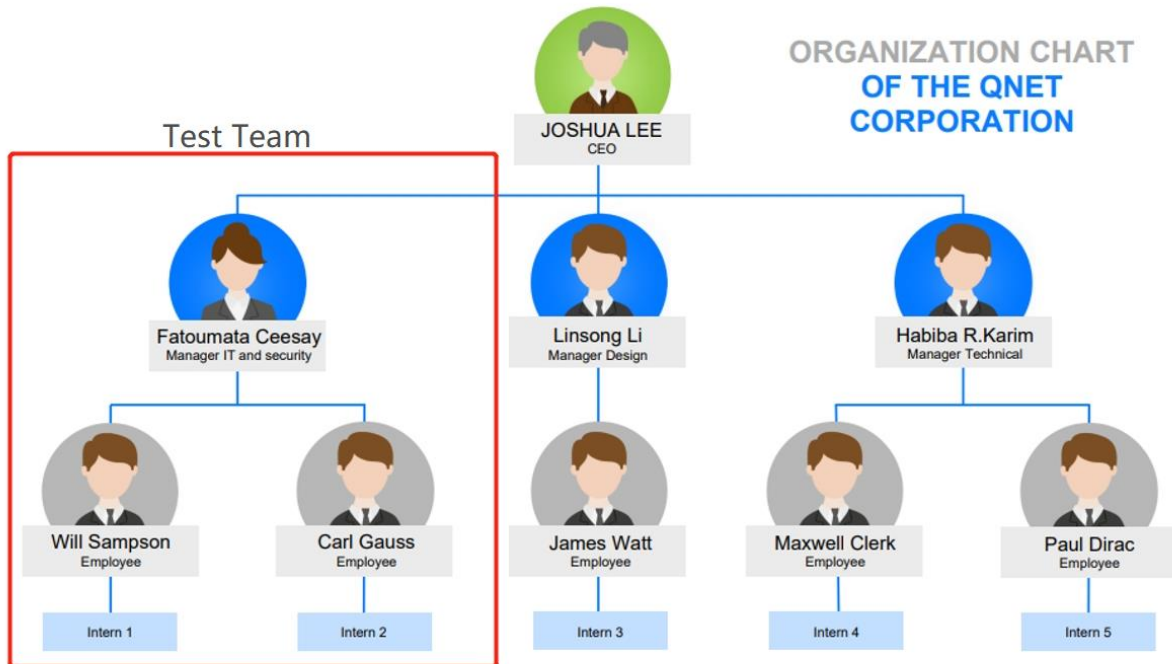 ORGANIZATION CHART
OF THE QNET
CORPORATION
JOSHUA LEE
CEO
Test Team
Fatoumata Ceesay
Manager IT and security
Linsong Li
Manager Design
Habiba R.Karim
Manager Technical
Will Sampson
Employee
Carl Gauss
Employee
James Watt
Employee
Maxwell Clerk
Employee
Paul Dirac
Employee
Intern 1
Intern 2
Intern 3
Intern 4
Intern 5